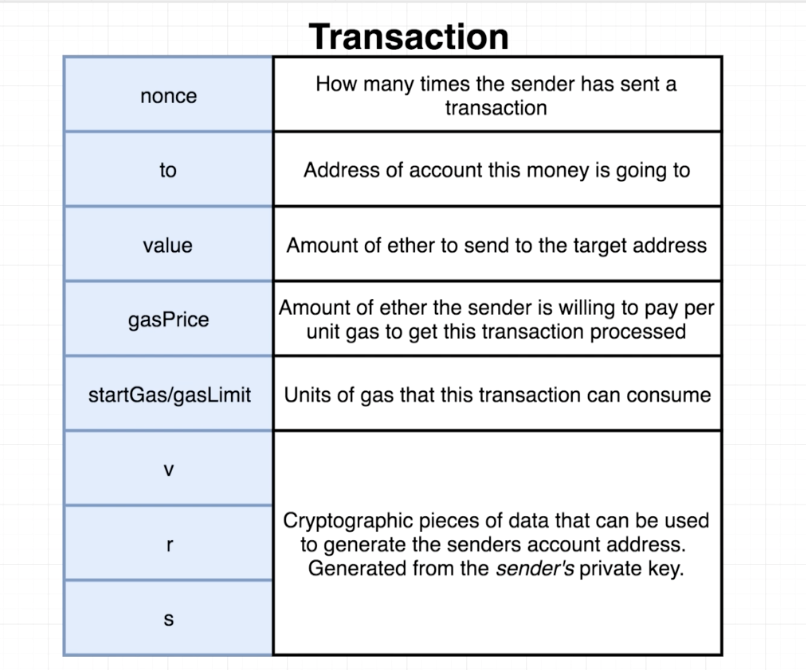 Transaction
nonce
How many times the sender has sent a
transaction
to
Address of account this money is going to
value
Amount of ether to send to the target address
gasPrice
Amount of ether the sender is willing to pay per
unit gas to get this transaction processed
startGas/gasLimit
Units of gas that this transaction can consume
v
r
s
Cryptographic pieces of data that can be used
to generate the senders account address.
Generated from the sender's private key.